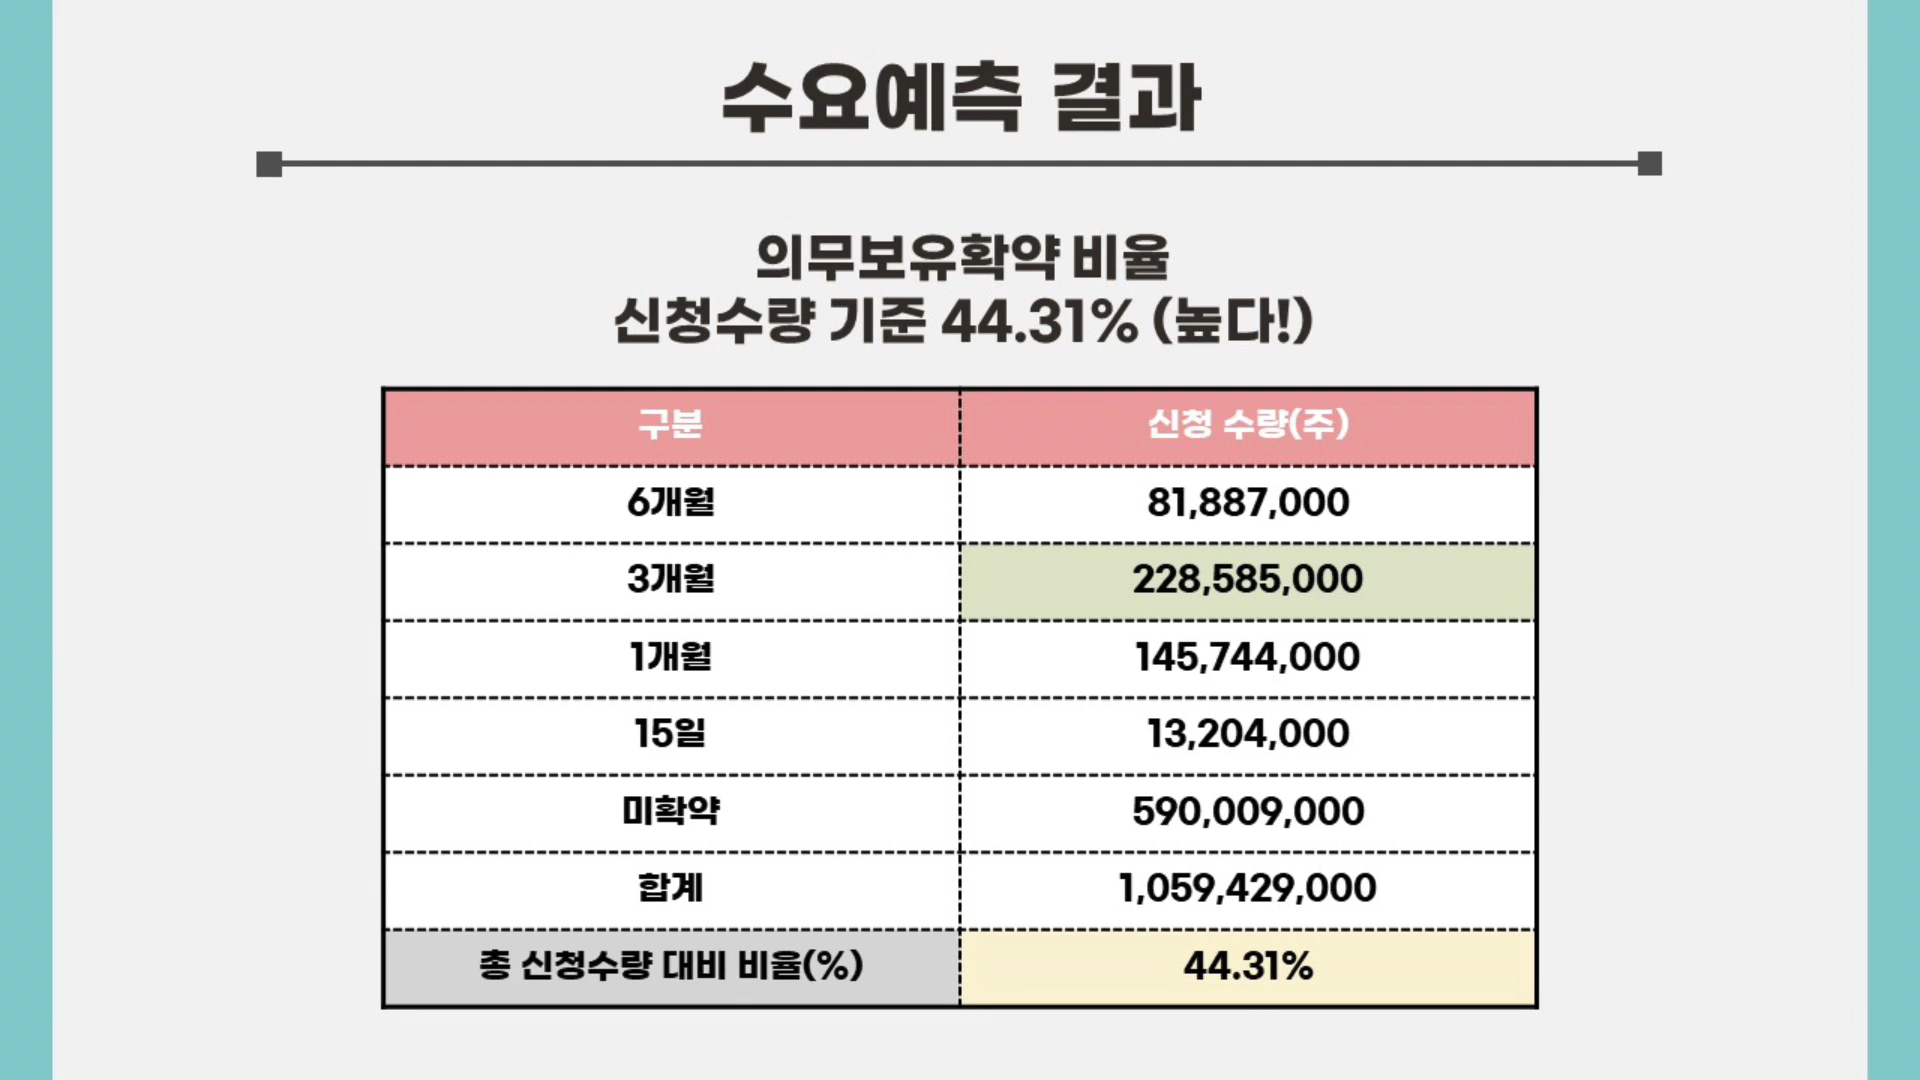 수요예측 결과
의무보유확약 비율
신청수량 기준 44.31% (높다!)
구분 신청 수량(주)
6개월 81,887,000
3개월 228,585,000
1개월 145,744,000
15일 13,204,000
미확약 590,009,000
합계 1,059,429,000
총 신청수량 대비 비율(%) 44.31%